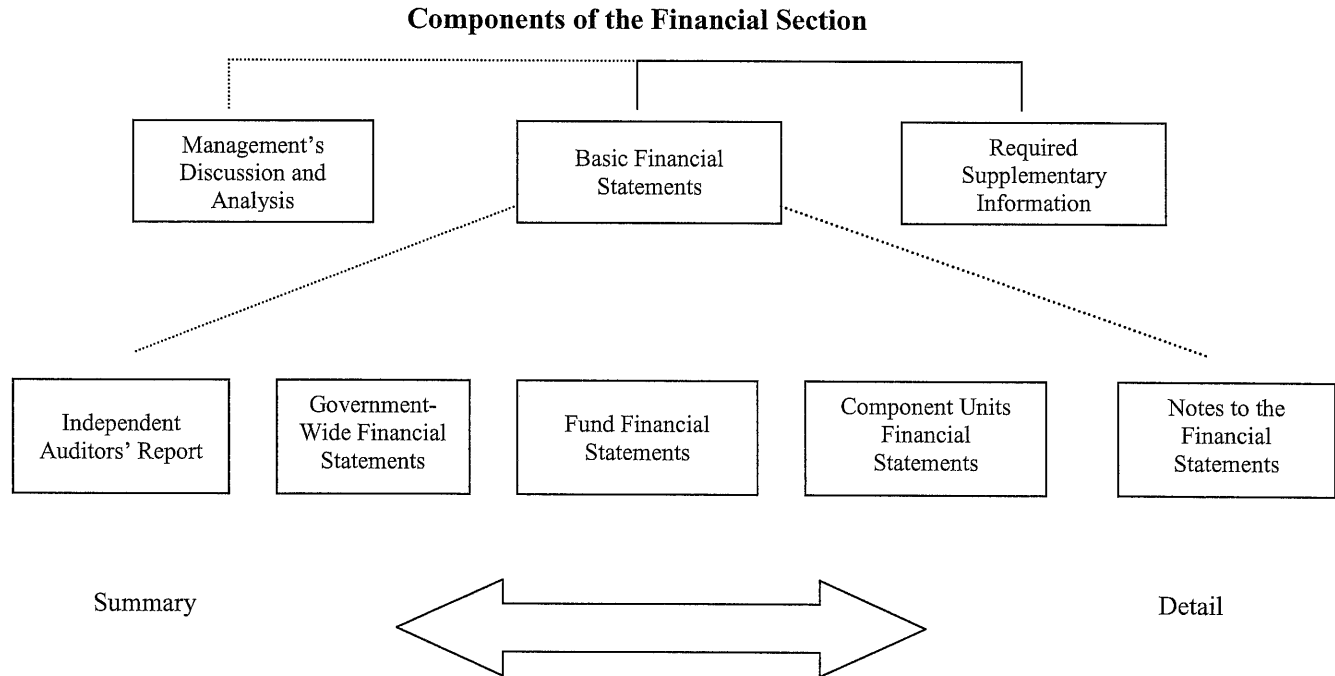 Components of the Financial Section
Management's
Discussion and
Analysis
Basic Financial
Statements
Required
Supplementary
Information
Independent
Auditors' Report
Government-
Wide Financial
Statements
Fund Financial
Statements
Component Units
Financial
Statements
Notes to the
Financial
Statements
Summary
Detail